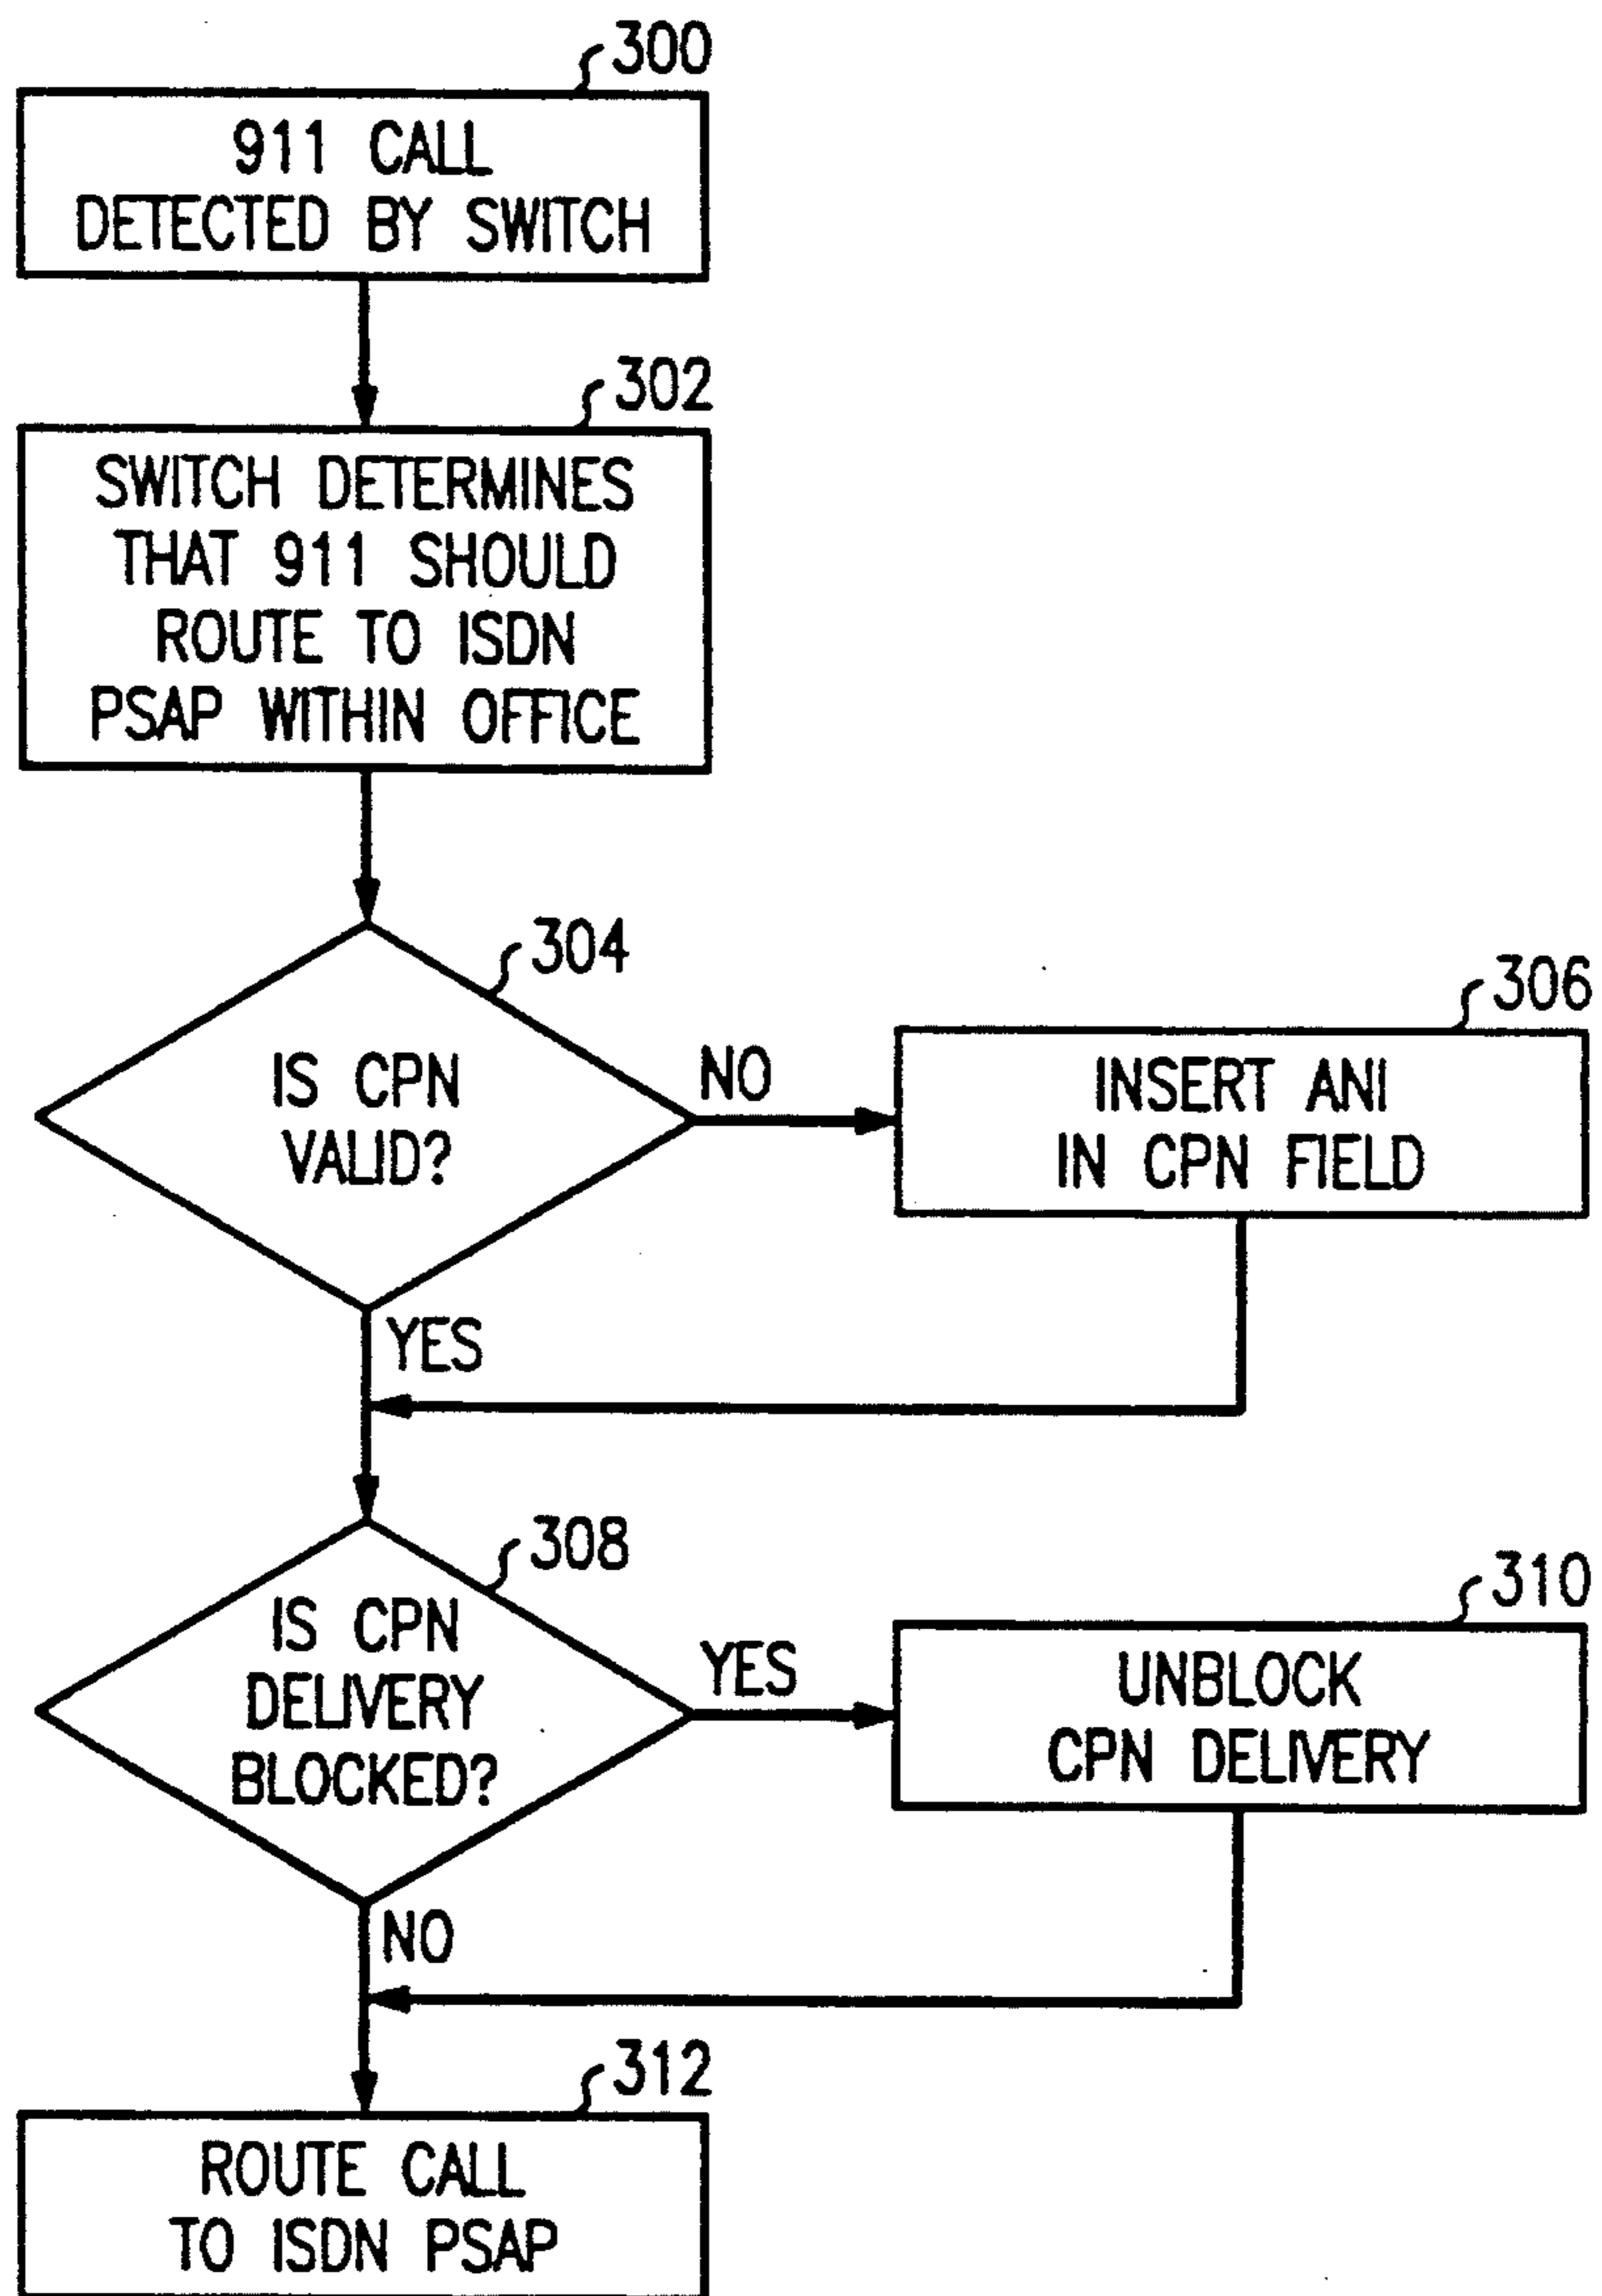 300
911 CALL
DETECTED BY SWITCH
302
SWITCH DETERMINES
THAT 911 SHOULD
ROUTE TO ISDN
PSAP WITHIN OFFICE
304
IS CPN
VALID?
NO
306
INSERT ANI
IN CPN FIELD
YES
308
IS CPN
DELIVERY
BLOCKED?
YES
310
UNBLOCK
CPN DELIVERY
NO
312
ROUTE CALL
TO ISDN PSAP